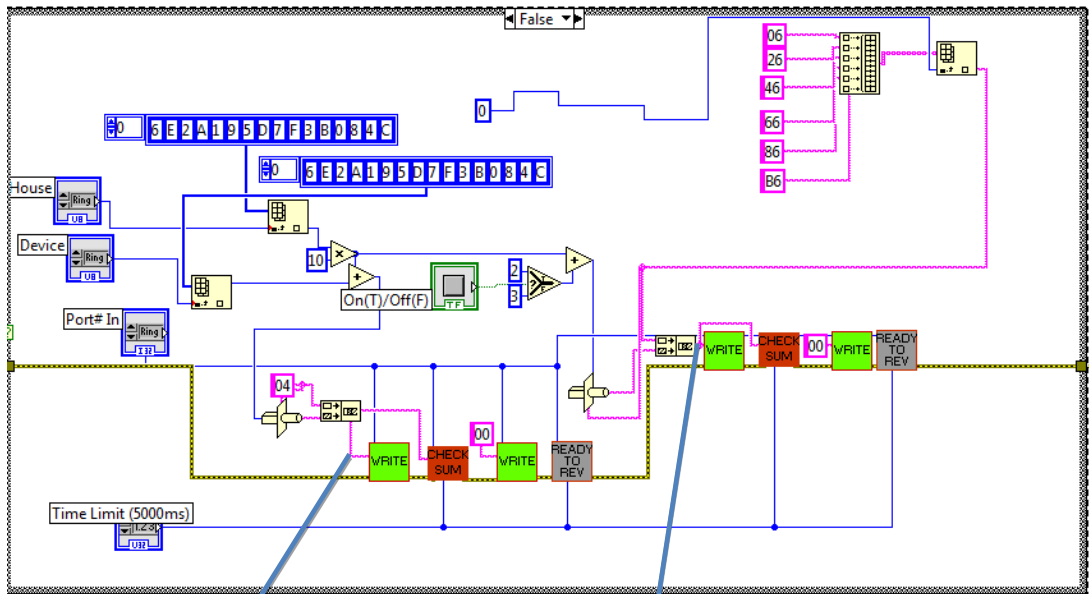 False
06
26
46
66
86
B6
0
0
6 E 2 A 1 9 5 D 7 F 3 B 0 8 4 C
0
6 E 2 A 1 9 5 D 7 F 3 B 0 8 4 C
House
Ring
U8
Device
Ring
U8
10
x
+
+
On(T)/Off(F)
TF
2
3
?
Port# In
Ring
I32
04
WRITE
CHECK
SUM
00
WRITE
READY
TO
REV
WRITE
CHECK
SUM
00
WRITE
READY
TO
REV
Time Limit (5000ms)
1.23
U32